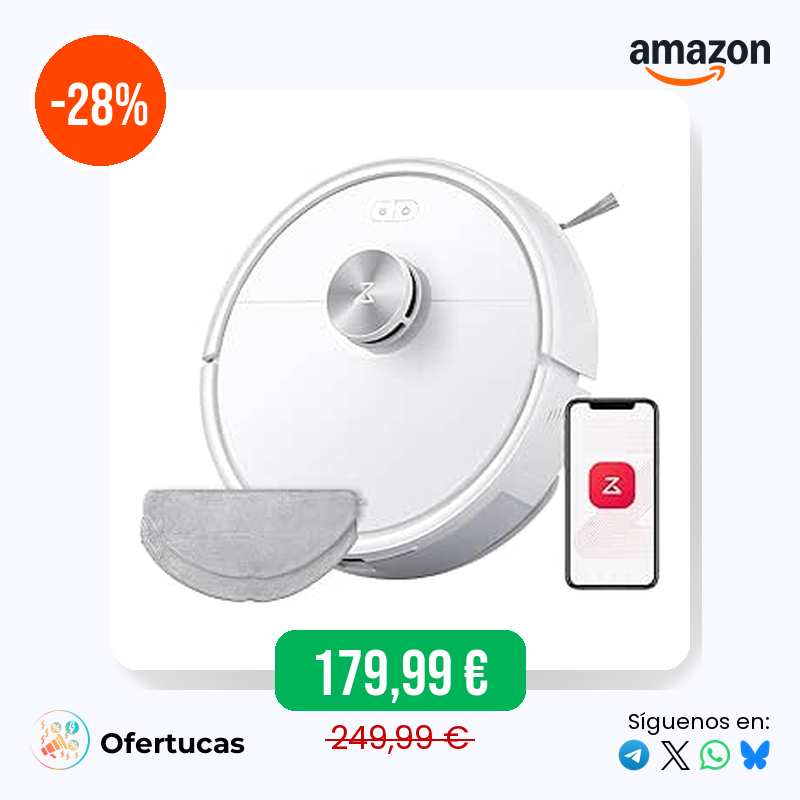 -28%
amazon
179,99 €
249,99 €
Ofertucas
Síguenos en: